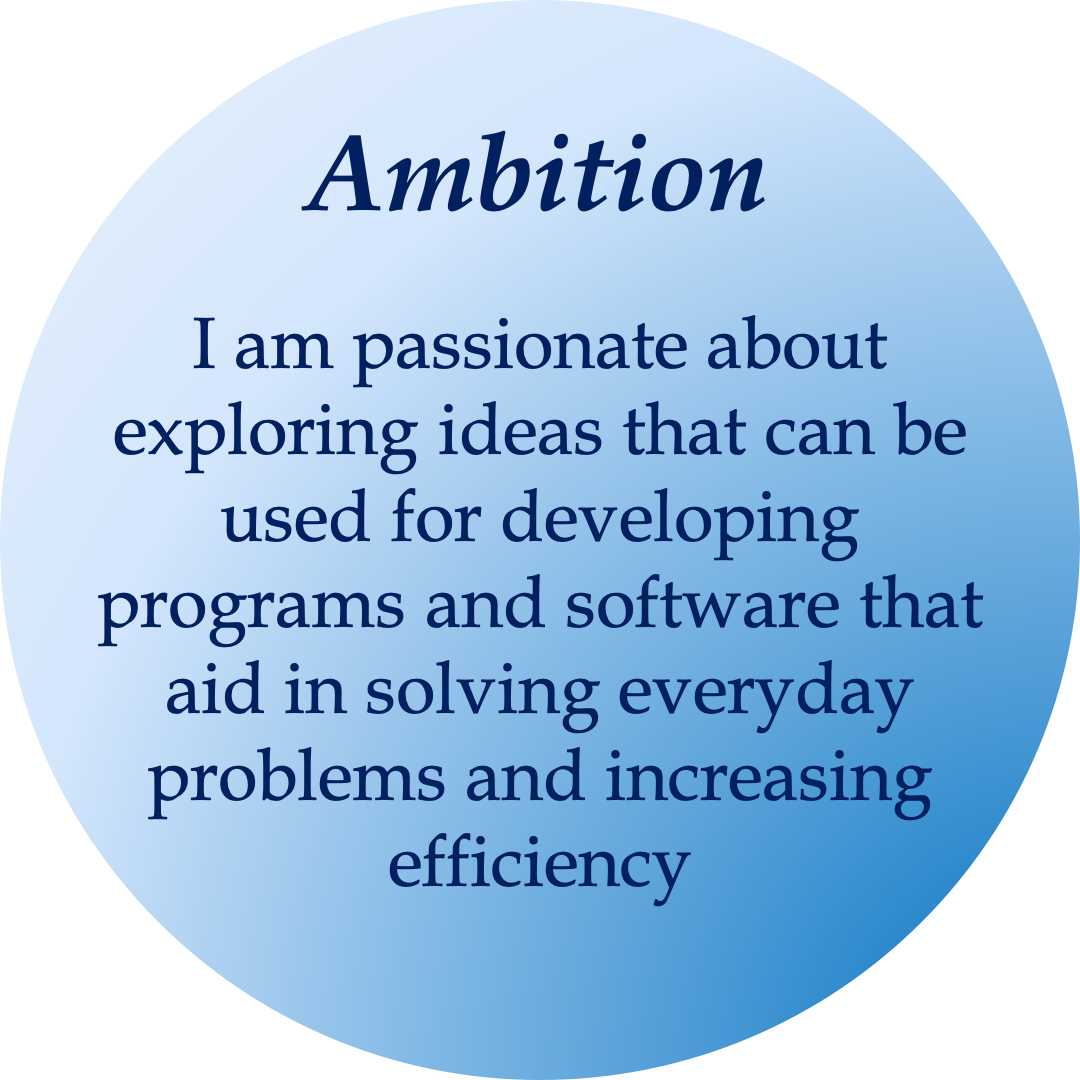 Ambition
I am passionate about
exploring ideas that can be
used for developing
programs and software that
aid in solving everyday
problems and increasing
efficiency